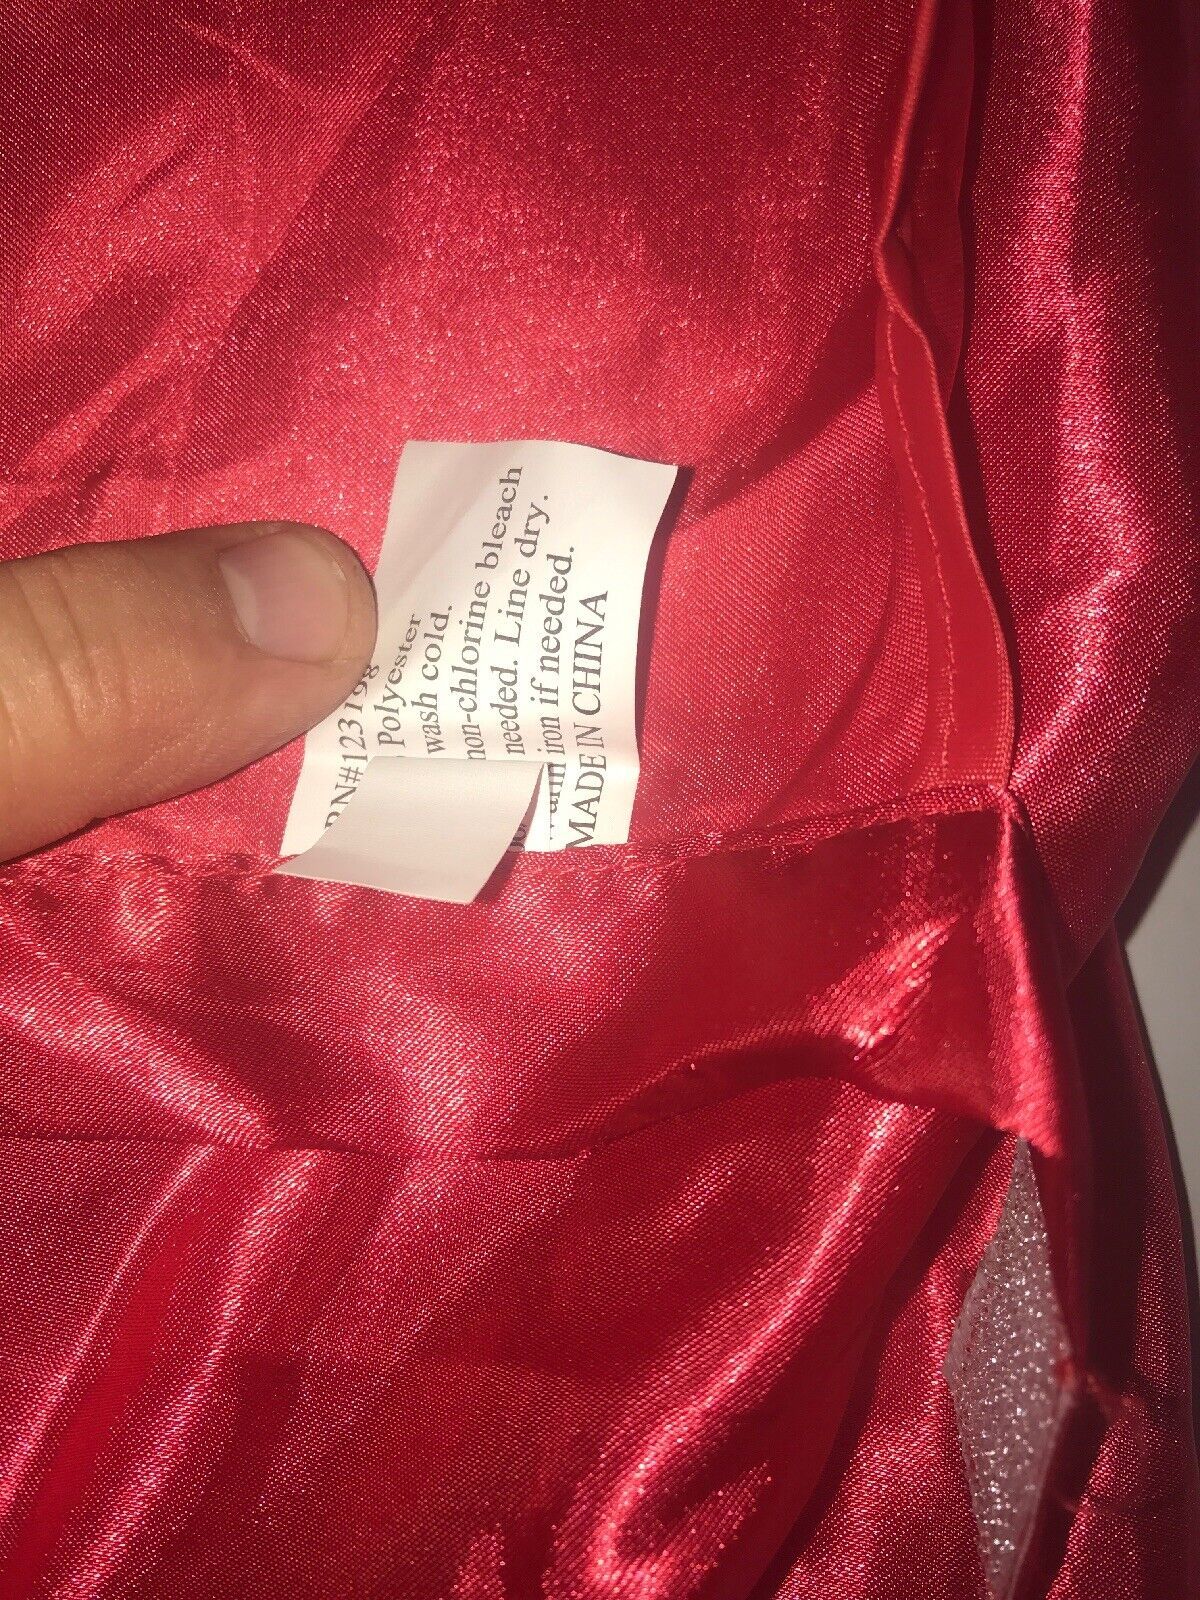 RN#123198
Polyester
wash cold.
non-chlorine bleach
needed. Line dry.
iron if needed.
MADE IN CHINA